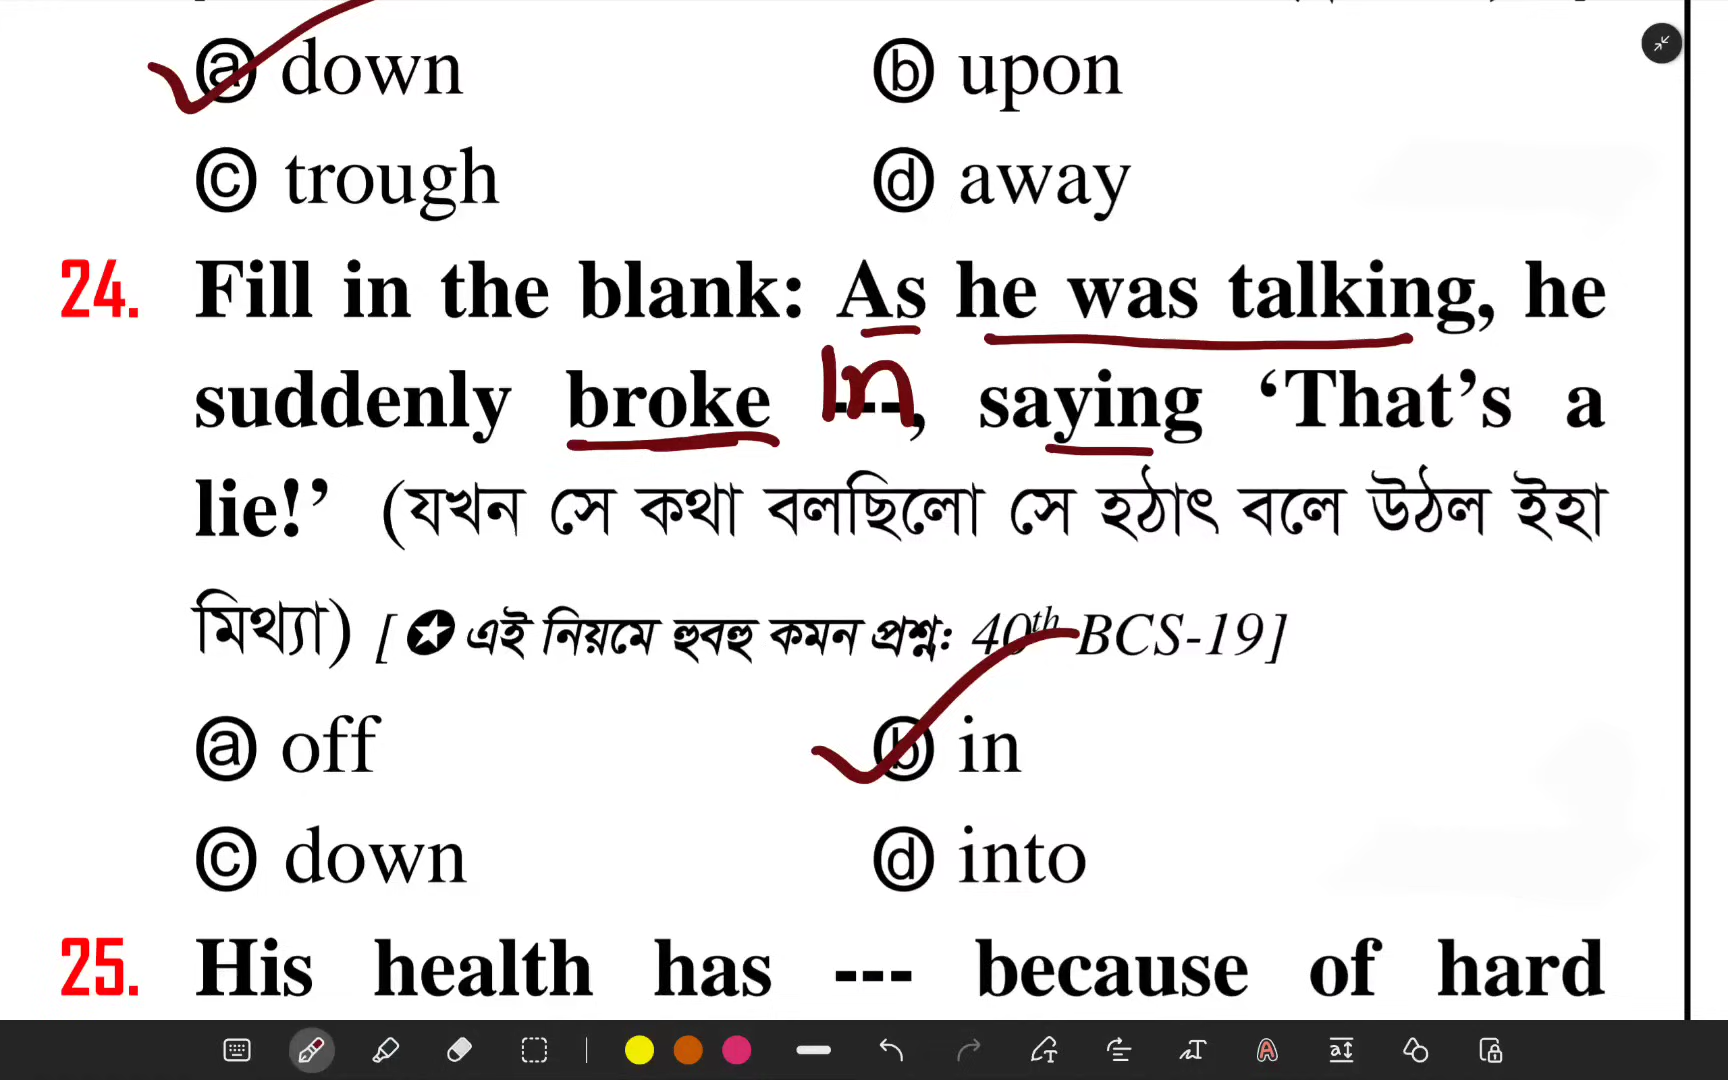 ⓐ down ⓑ upon
ⓒ trough ⓓ away
24. Fill in the blank: As he was talking, he
suddenly broke ---, saying ‘That’s a
In
lie!’ (যখন সে কথা বলছিলো সে হঠাৎ বলে উঠল ইহা
মিথ্যা) [✪ এই নিয়মে হুবহু কমন প্রশ্ন: 40th BCS-19]
ⓐ off ⓑ in
ⓒ down ⓓ into
25. His health has --- because of hard